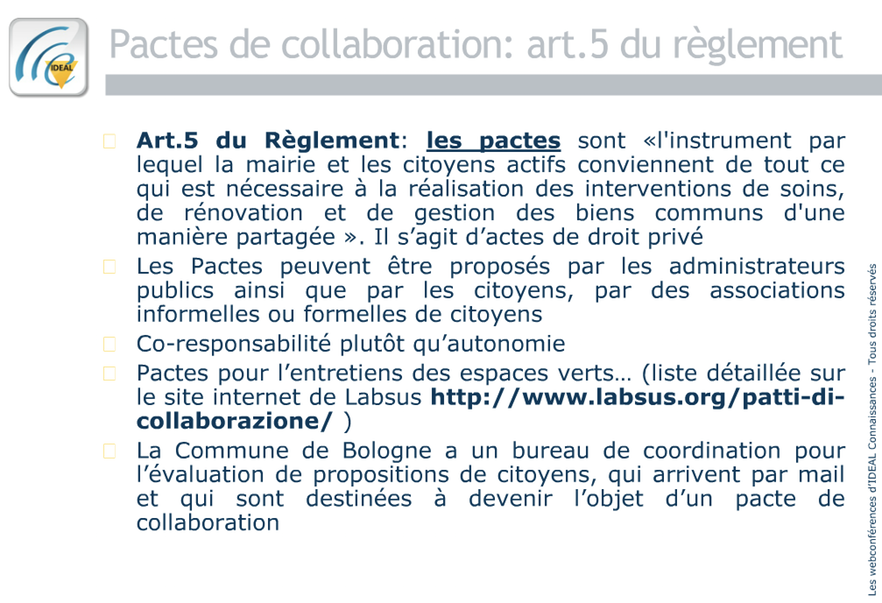 Pactes de collaboration: art.5 du règlement
IDEAL
Art.5 du Règlement: les pactes sont «l'instrument par
lequel la mairie et les citoyens actifs conviennent de tout ce
qui est nécessaire à la réalisation des interventions de soins,
de rénovation et de gestion des biens communs d'une
manière partagée ». Il s’agit d’actes de droit privé
Les Pactes peuvent être proposés par les administrateurs
publics ainsi que par les citoyens, par des associations
informelles ou formelles de citoyens
Co-responsabilité plutôt qu’autonomie
Pactes pour l’entretiens des espaces verts… (liste détaillée sur
le site internet de Labsus http://www.labsus.org/patti-di-
collaborazione/ )
La Commune de Bologne a un bureau de coordination pour
l’évaluation de propositions de citoyens, qui arrivent par mail
et qui sont destinées à devenir l’objet d’un pacte de
collaboration
Les webconférences d’IDEAL Connaissances - Tous droits réservés